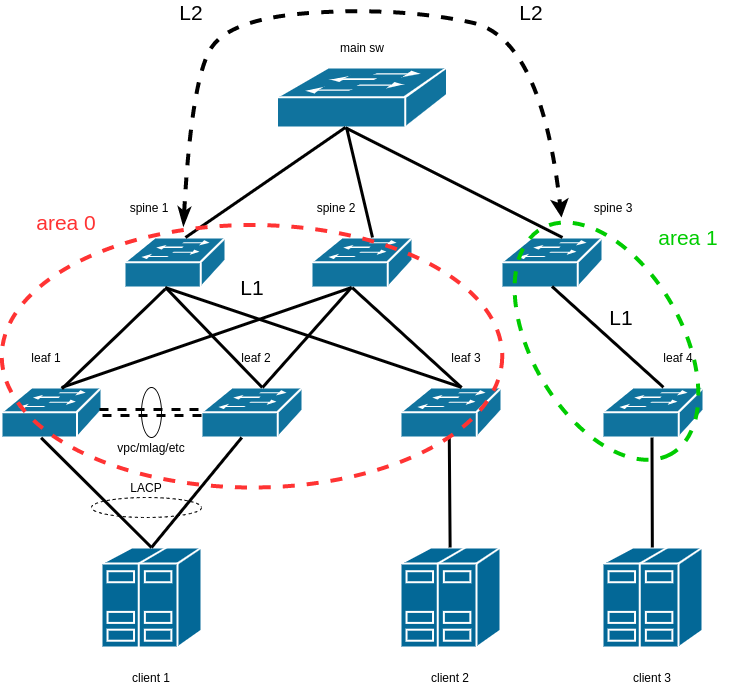 L2
L2
main sw
spine 1
spine 2
spine 3
area 0
area 1
L1
L1
leaf 1
leaf 2
leaf 3
leaf 4
vpc/mlag/etc
LACP
client 1
client 2
client 3